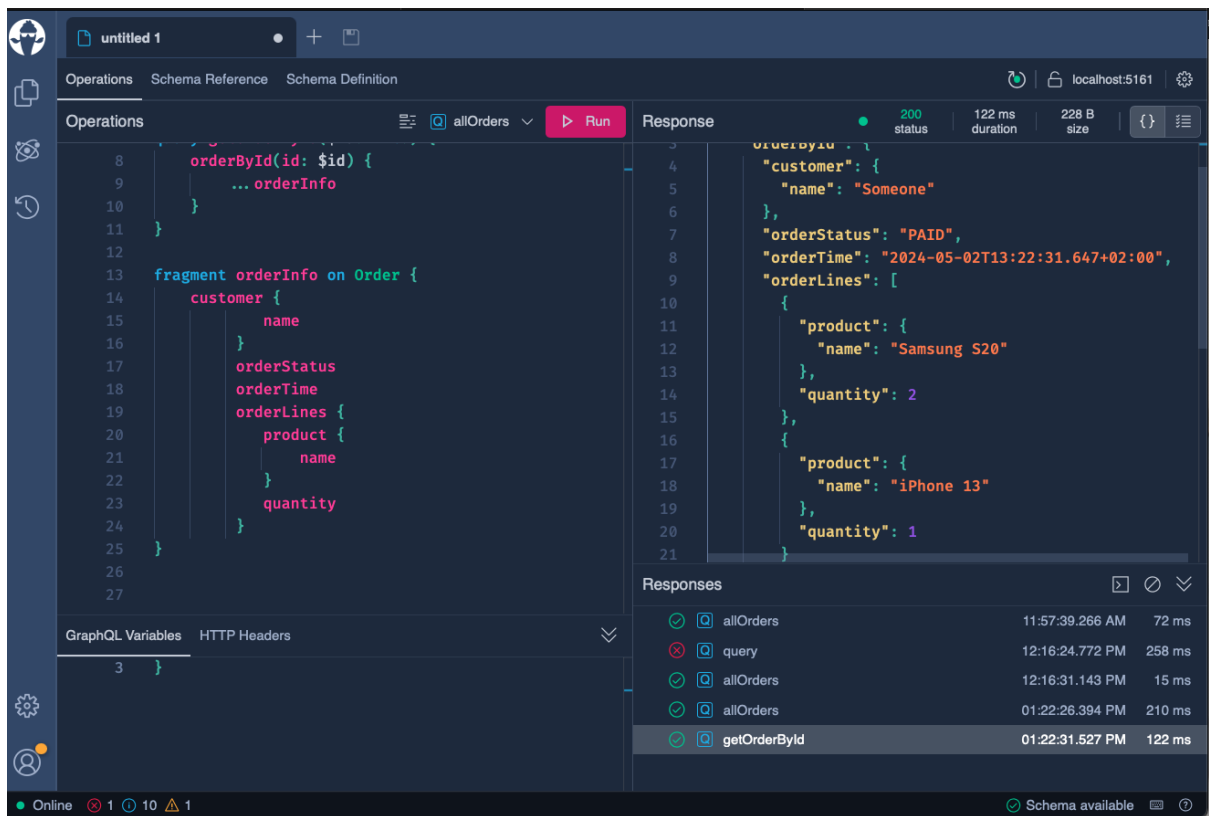 untitled 1
Operations Schema Reference Schema Definition
localhost:5161
Operations
allOrders
Run
8 orderById(id: $id) {
9 ... orderInfo
10 }
11 }
12
13 fragment orderInfo on Order {
14 customer {
15 name
16 }
17 orderStatus
18 orderTime
19 orderLines {
20 product {
21 name
22 }
23 quantity
24 }
25 }
26
27
GraphQL Variables HTTP Headers
3 }
Response
200 status
122 ms duration
228 B size
{}
3 "orderById": {
4 "customer": {
5 "name": "Someone"
6 },
7 "orderStatus": "PAID",
8 "orderTime": "2024-05-02T13:22:31.647+02:00",
9 "orderLines": [
10 {
11 "product": {
12 "name": "Samsung S20"
13 },
14 "quantity": 2
15 },
16 {
17 "product": {
18 "name": "iPhone 13"
19 },
20 "quantity": 1
21 }
Responses
Q allOrders 11:57:39.266 AM 72 ms
Q query 12:16:24.772 PM 258 ms
Q allOrders 12:16:31.143 PM 15 ms
Q allOrders 01:22:26.394 PM 210 ms
Q getOrderById 01:22:31.527 PM 122 ms
Online 1 10 1
Schema available